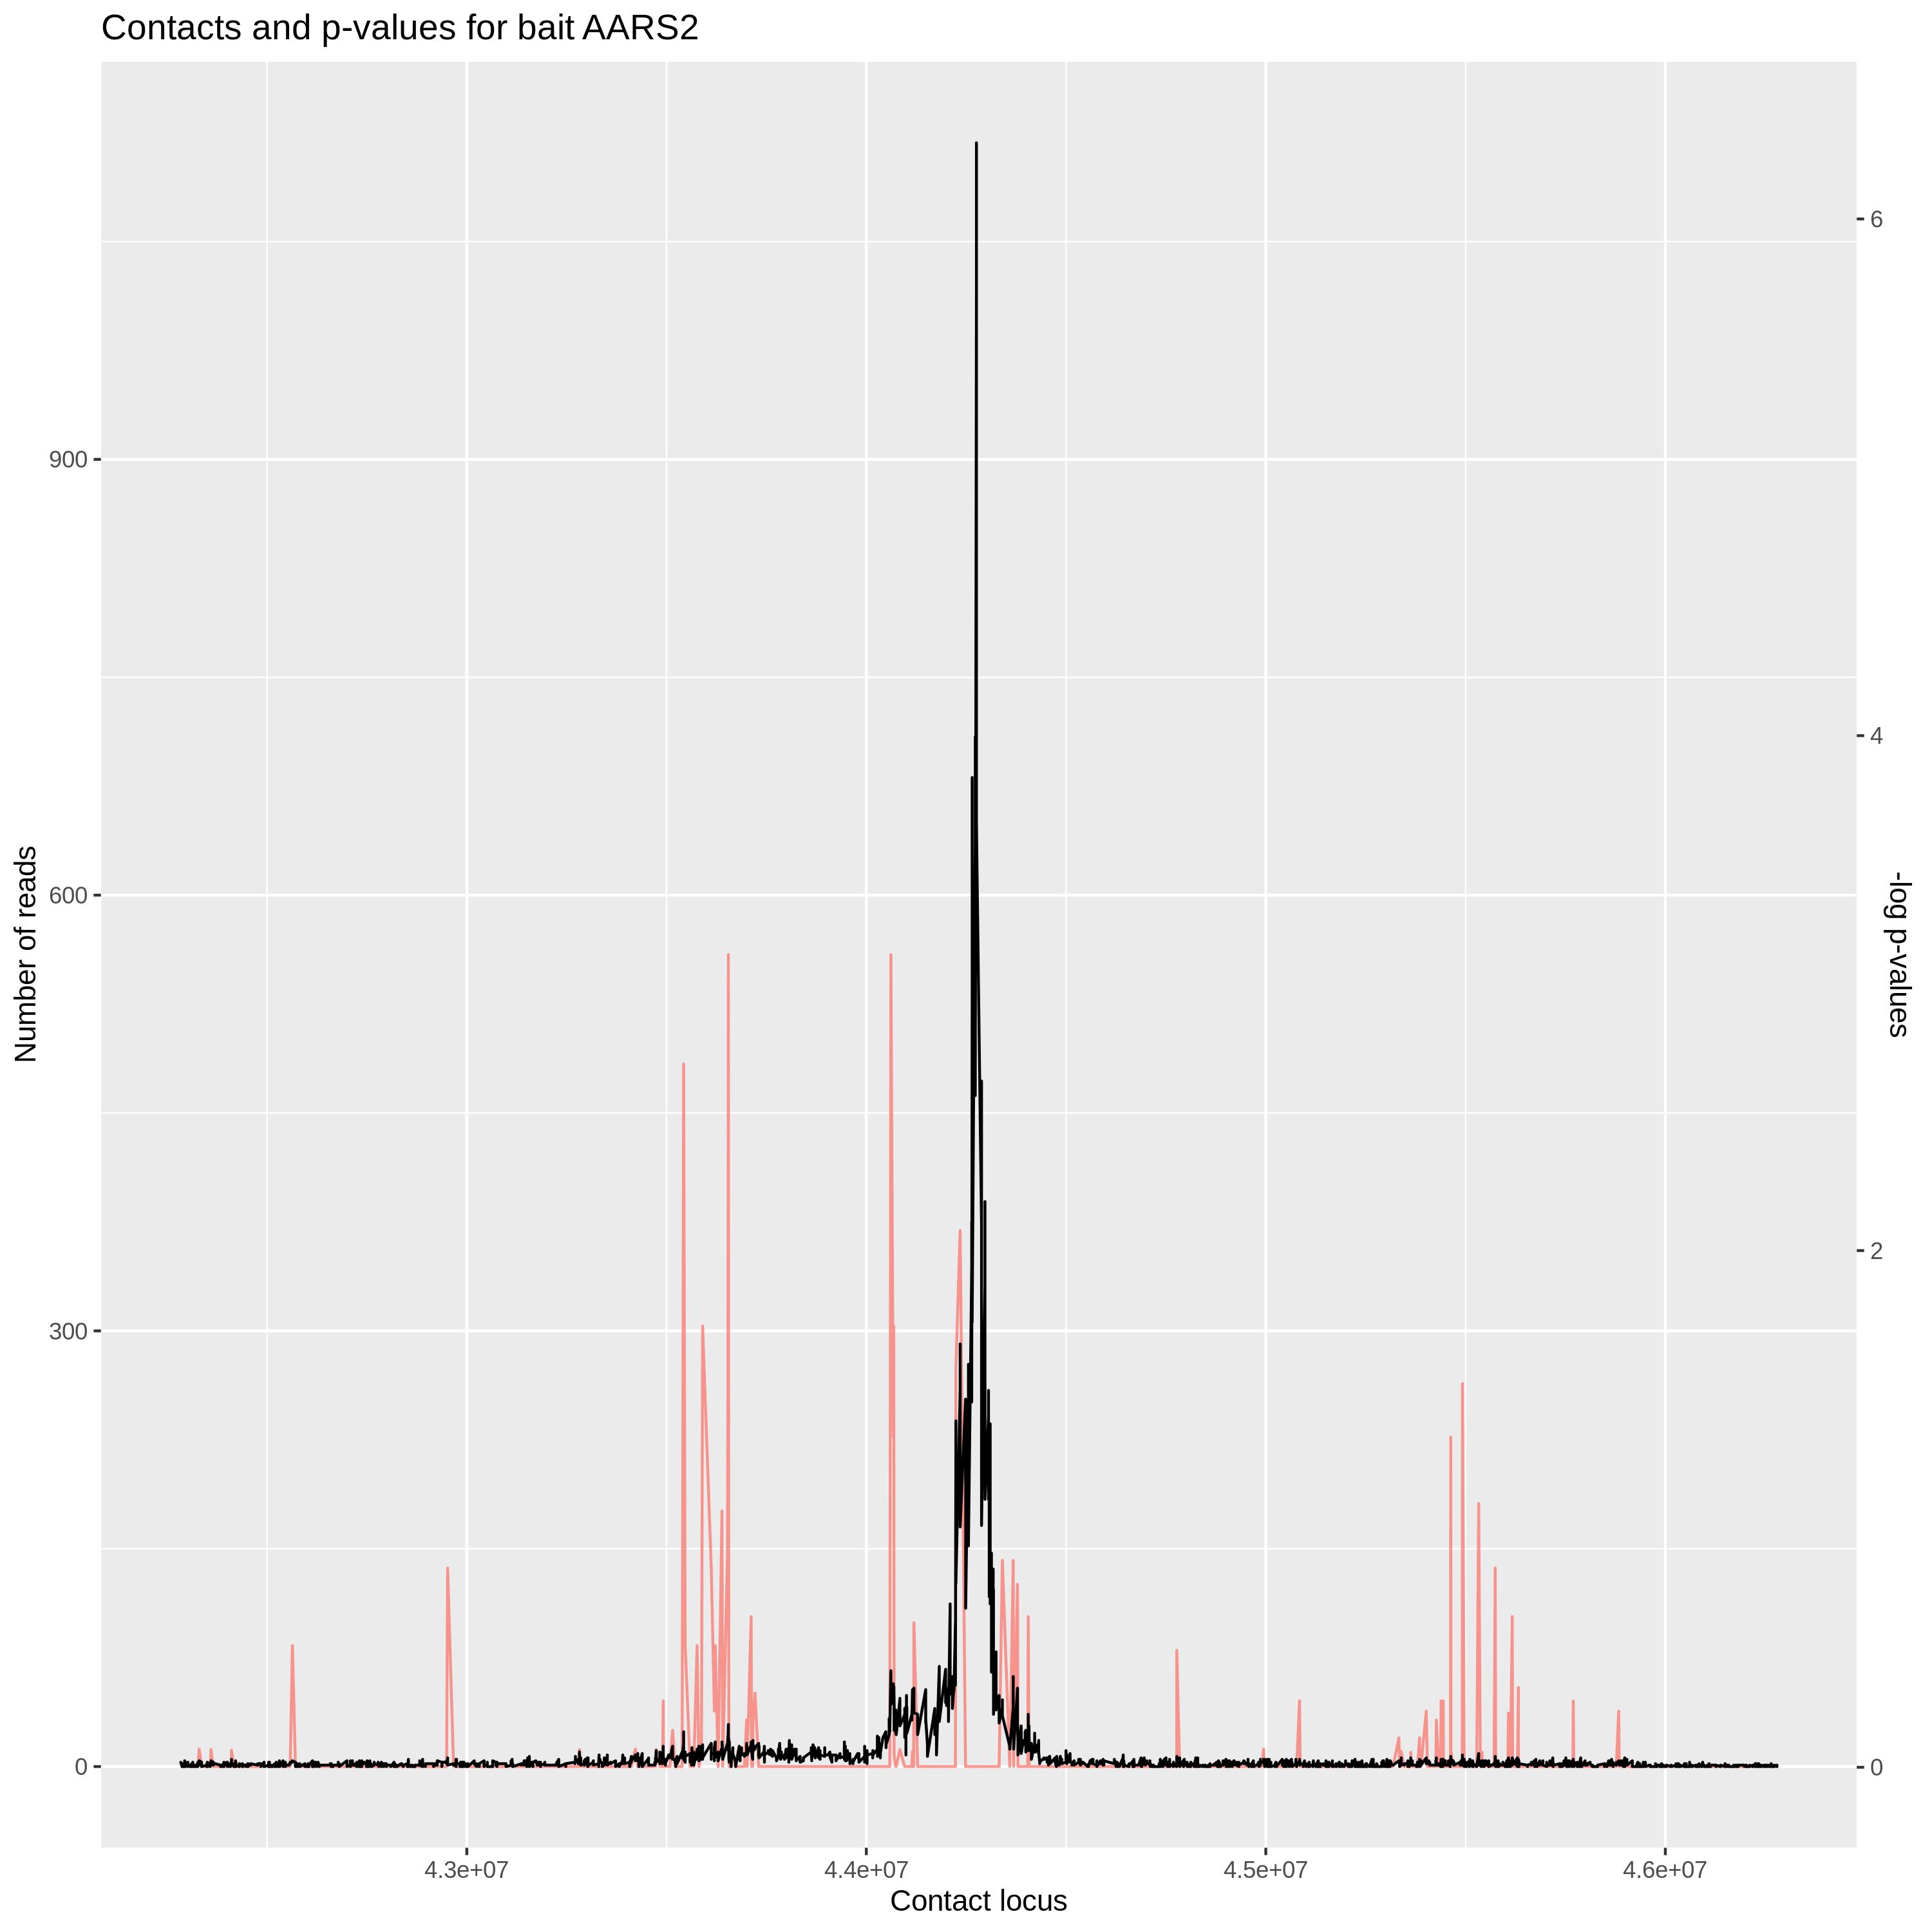 Contacts and p-values for bait AARS2
6
900
4
Number of reads
600
-log p-values
2
300
0
0
4.3e+07
4.4e+07
4.5e+07
4.6e+07
Contact locus